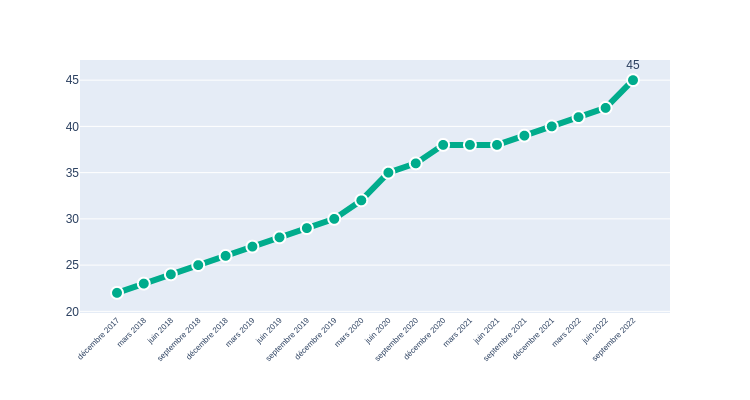 45
45
40
35
30
25
20
décembre 2017
mars 2018
juin 2018
septembre 2018
décembre 2018
mars 2019
juin 2019
septembre 2019
décembre 2019
mars 2020
juin 2020
septembre 2020
décembre 2020
mars 2021
juin 2021
septembre 2021
décembre 2021
mars 2022
juin 2022
septembre 2022